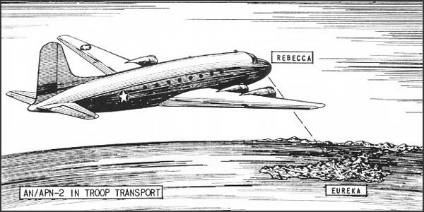 REBECCA
EUREKA
AN/APN-2 IN TROOP TRANSPORT